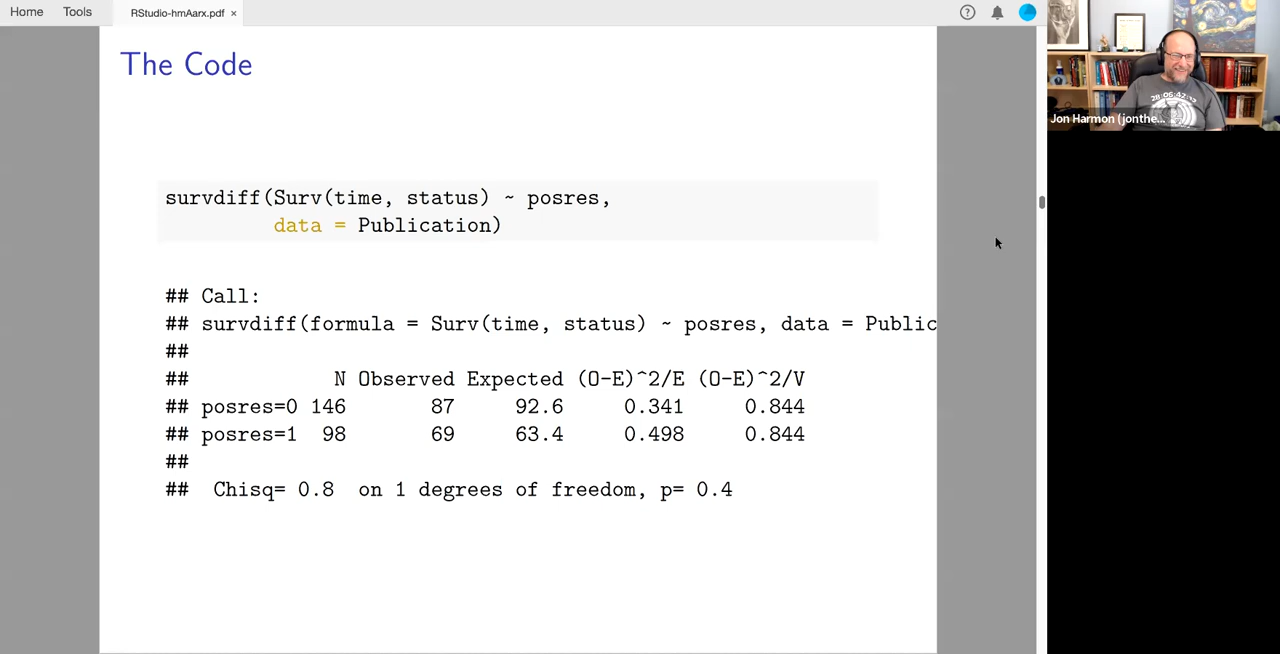 Home Tools RStudio-hmAarx.pdf ×
The Code
survdiff(Surv(time, status) ~ posres,
data = Publication)
## Call:
## survdiff(formula = Surv(time, status) ~ posres, data = Public
##
## N Observed Expected (O-E)^2/E (O-E)^2/V
## posres=0 146 87 92.6 0.341 0.844
## posres=1 98 69 63.4 0.498 0.844
##
## Chisq= 0.8 on 1 degrees of freedom, p= 0.4
Jon Harmon (jonthe...